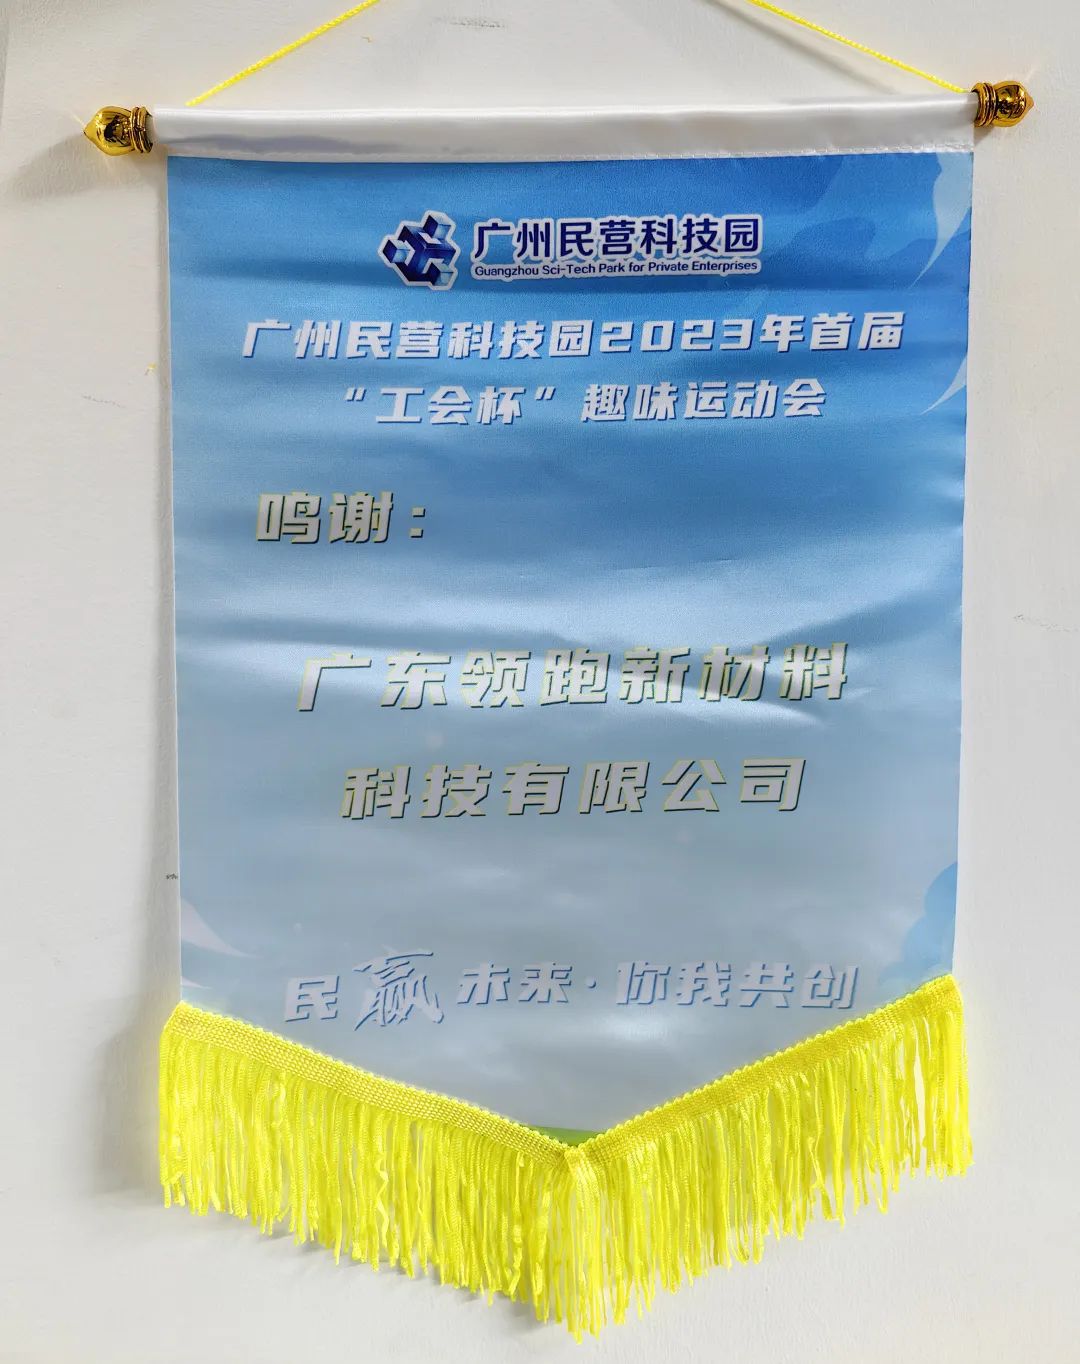 广州民营科技园
Guangzhou Sci-Tech Park for Private Enterprises
广州民营科技园2023年首届
“工会杯”趣味运动会
鸣谢：
广东领跑新材料
科技有限公司
民赢未来·你我共创